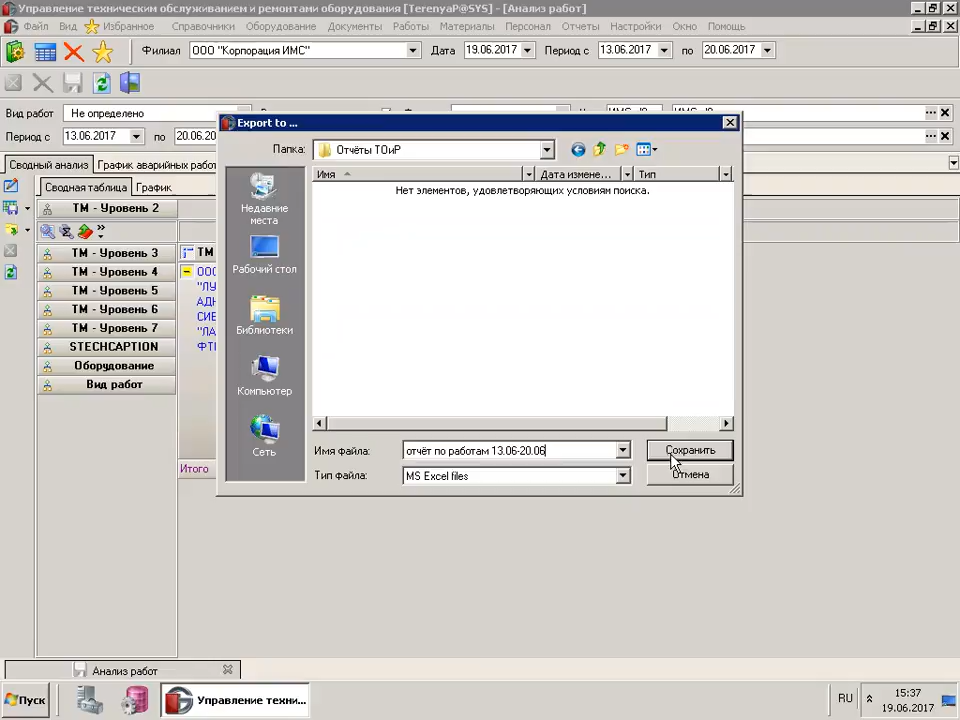 Управление техническим обслуживанием и ремонтами оборудования [TerenyaP@SYS] - [Анализ работ]
Файл Вид Избранное Справочники Оборудование Документы Работы Материалы Персонал Отчеты Настройки Окно Помощь
Филиал ООО "Корпорация ИМС" Дата 19.06.2017 Период с 13.06.2017 по 20.06.2017
Вид работ Не определено
Период с 13.06.2017 по 20.06.20
Export to ...
Папка: Отчёты ТОиР
Сводный анализ График аварийных работ
Имя Дата измене... Тип
Сводная таблица График
Нет элементов, удовлетворяющих условиям поиска.
ТМ - Уровень 2
Недавние места
ТМ - Уровень 3 ТМ
ТМ - Уровень 4 ООО
Рабочий стол
ТМ - Уровень 5 "ЛУ
ТМ - Уровень 6
СИБ
ТМ - Уровень 7 "ЛА
Библиотеки
STECHCAPTION ФТ
Оборудование
Вид работ
Компьютер
Сеть
Имя файла: отчёт по работам 13.06-20.06 Сохранить
Итого
Тип файла: MS Excel files Отмена
Анализ работ
Пуск Управление техни... RU 15:37
19.06.2017